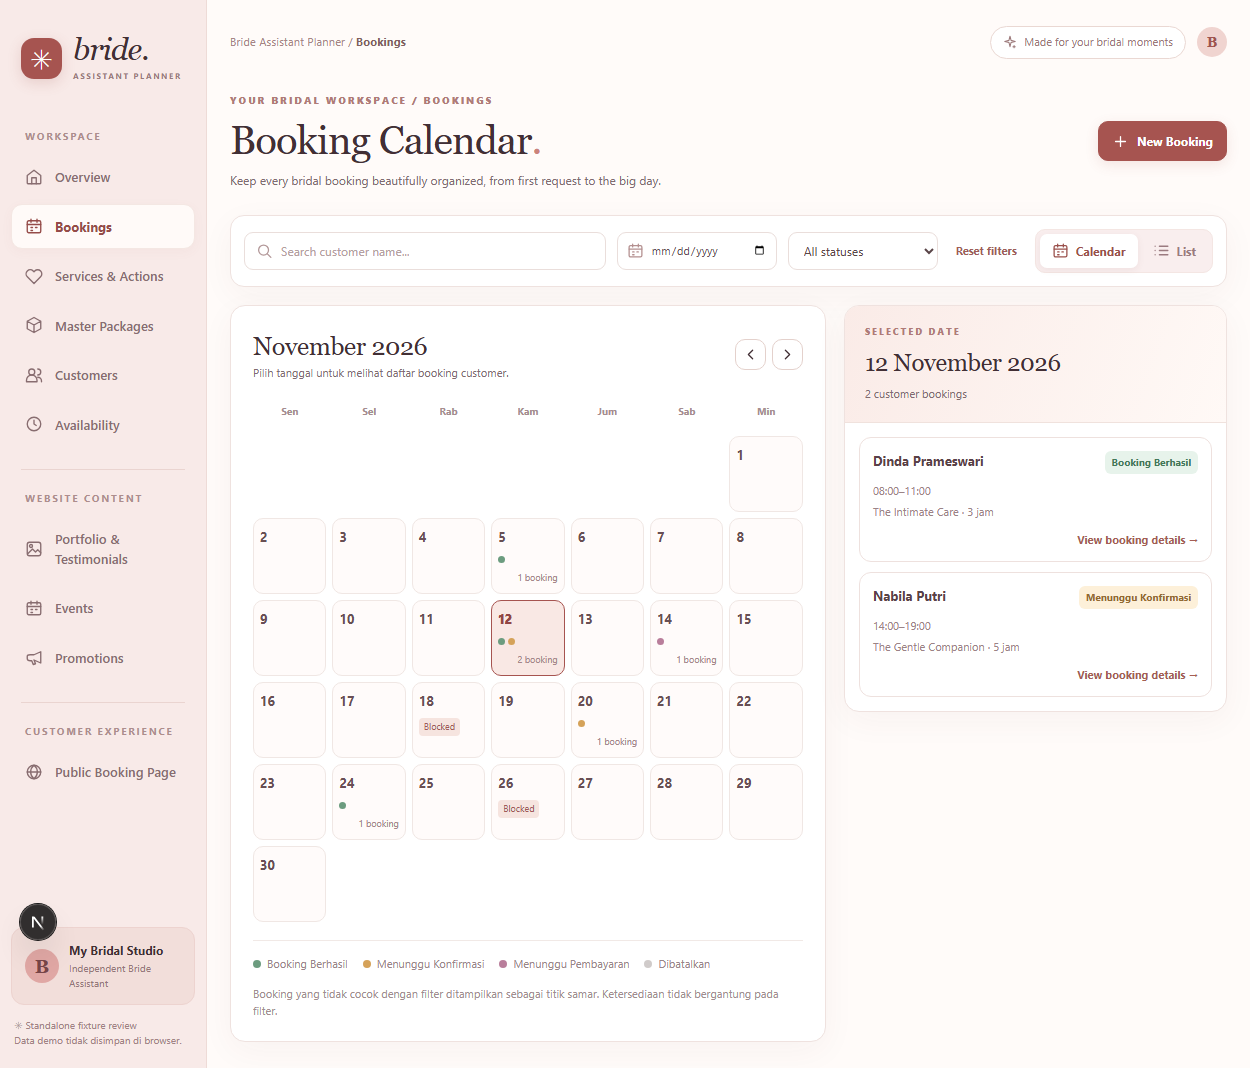 bride.
ASSISTANT PLANNER
WORKSPACE
Overview
Bookings
Services & Actions
Master Packages
Customers
Availability
WEBSITE CONTENT
Portfolio &
Testimonials
Events
Promotions
CUSTOMER EXPERIENCE
Public Booking Page
N
B
My Bridal Studio
Independent Bride
Assistant
✳ Standalone fixture review
Data demo tidak disimpan di browser.
Bride Assistant Planner / Bookings
Made for your bridal moments
B
YOUR BRIDAL WORKSPACE / BOOKINGS
Booking Calendar.
Keep every bridal booking beautifully organized, from first request to the big day.
+ New Booking
Search customer name...
mm/dd/yyyy
All statuses
Reset filters
Calendar
List
November 2026
Pilih tanggal untuk melihat daftar booking customer.
Sen Sel Rab Kam Jum Sab Min
1
2 3 4 5 6 7 8
1 booking
9 10 11 12 13 14 15
2 booking 1 booking
16 17 18 19 20 21 22
Blocked
1 booking
23 24 25 26 27 28 29
Blocked
1 booking
30
Booking Berhasil Menunggu Konfirmasi Menunggu Pembayaran Dibatalkan
Booking yang tidak cocok dengan filter ditampilkan sebagai titik samar. Ketersediaan tidak bergantung pada
filter.
SELECTED DATE
12 November 2026
2 customer bookings
Dinda Prameswari
Booking Berhasil
08:00–11:00
The Intimate Care · 3 jam
View booking details →
Nabila Putri
Menunggu Konfirmasi
14:00–19:00
The Gentle Companion · 5 jam
View booking details →